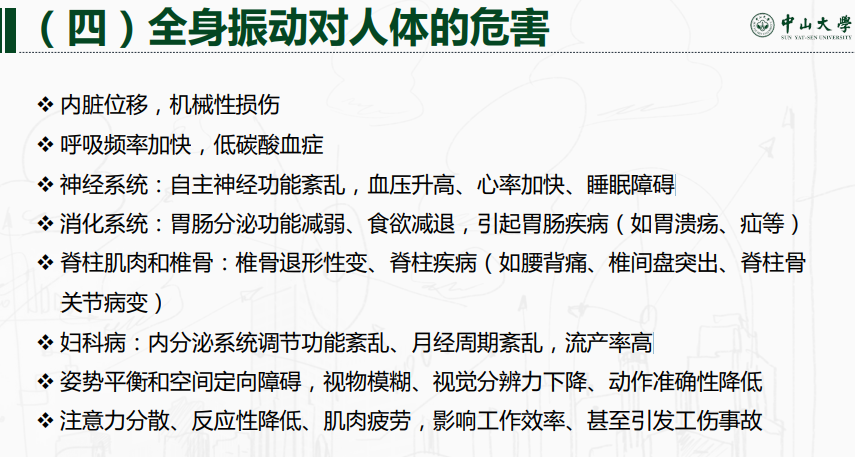 （四）全身振动对人体的危害
中山大學
SUN YAT-SEN UNIVERSITY
❖ 内脏位移，机械性损伤
❖ 呼吸频率加快，低碳酸血症
❖ 神经系统：自主神经功能紊乱，血压升高、心率加快、睡眠障碍
❖ 消化系统：胃肠分泌功能减弱、食欲减退，引起胃肠疾病（如胃溃疡、疝等）
❖ 脊柱肌肉和椎骨：椎骨退形性变、脊柱疾病（如腰背痛、椎间盘突出、脊柱骨
关节病变）
❖ 妇科病：内分泌系统调节功能紊乱、月经周期紊乱，流产率高
❖ 姿势平衡和空间定向障碍，视物模糊、视觉分辨力下降、动作准确性降低
❖ 注意力分散、反应性降低、肌肉疲劳，影响工作效率、甚至引发工伤事故